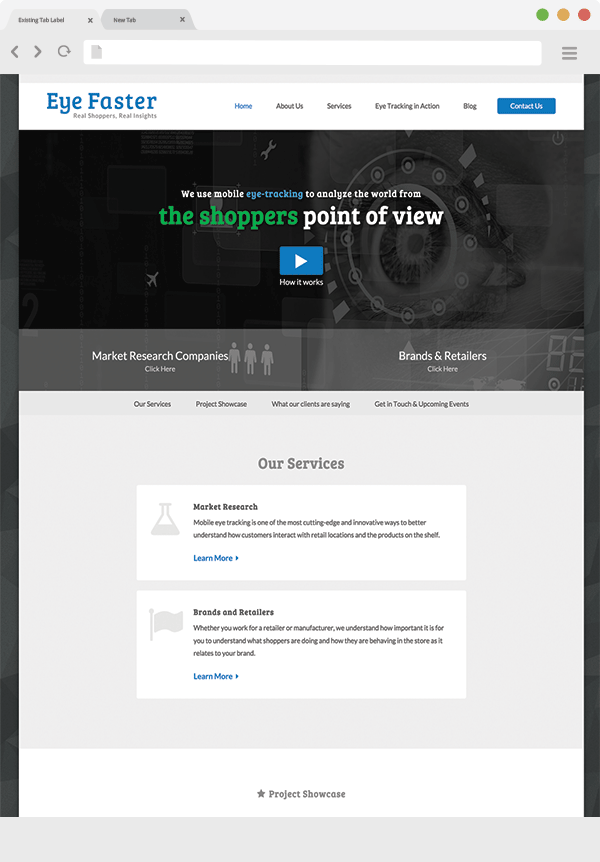 Existing Tab Label
New Tab
Eye Faster
Real Shoppers, Real Insights
Home
About Us
Services
Eye Tracking in Action
Blog
Contact Us
We use mobile eye-tracking to analyze the world from
the shoppers point of view
How it works
Market Research Companies
Click Here
Brands & Retailers
Click Here
Our Services
Project Showcase
What our clients are saying
Get in Touch & Upcoming Events
Our Services
Market Research
Mobile eye tracking is one of the most cutting-edge and innovative ways to better
understand how customers interact with retail locations and the products on the shelf.
Learn More
Brands and Retailers
Whether you work for a retailer or manufacturer, we understand how important it is for
you to understand what shoppers are doing and how they are behaving in the store as it
relates to your brand.
Learn More
Project Showcase